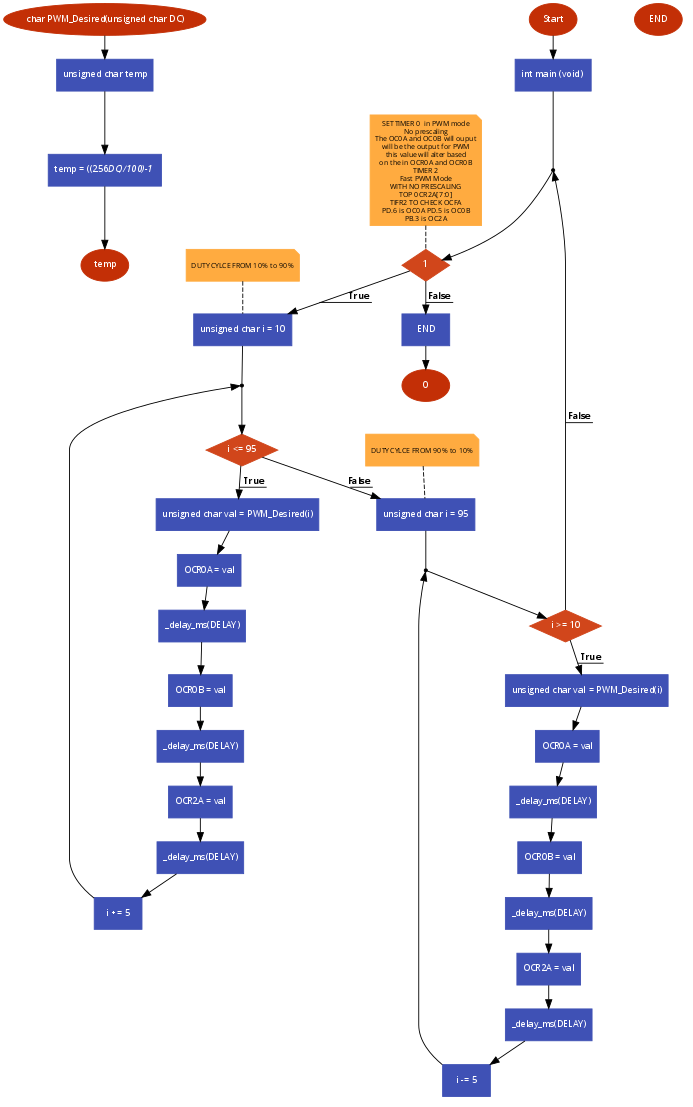 char PWM_Desired(unsigned char DC)
unsigned char temp
temp = ((256DC)/100)-1
temp
Start
END
int main (void)
SET TIMER 0 in PWM mode
No prescaling
The OC0A and OC0B will ouput
will be the output for PWM
this value will alter based
on the in OCR0A and OCR0B
TIMER 2
Fast PWM Mode
WITH NO PRESCALING
TOP 0CR2A[7:0]
TIFR2 TO CHECK OCFA
PD.6 is OC0A PD.5 is OC0B
PB.3 is OC2A
1
True
False
DUTY CYLCE FROM 10% to 90%
unsigned char i = 10
END
0
i <= 95
True
False
DUTY CYLCE FROM 90% to 10%
unsigned char val = PWM_Desired(i)
OCR0A = val
_delay_ms(DELAY)
OCR0B = val
_delay_ms(DELAY)
OCR2A = val
_delay_ms(DELAY)
i += 5
unsigned char i = 95
False
i >= 10
True
unsigned char val = PWM_Desired(i)
OCR0A = val
_delay_ms(DELAY)
OCR0B = val
_delay_ms(DELAY)
OCR2A = val
_delay_ms(DELAY)
i -= 5